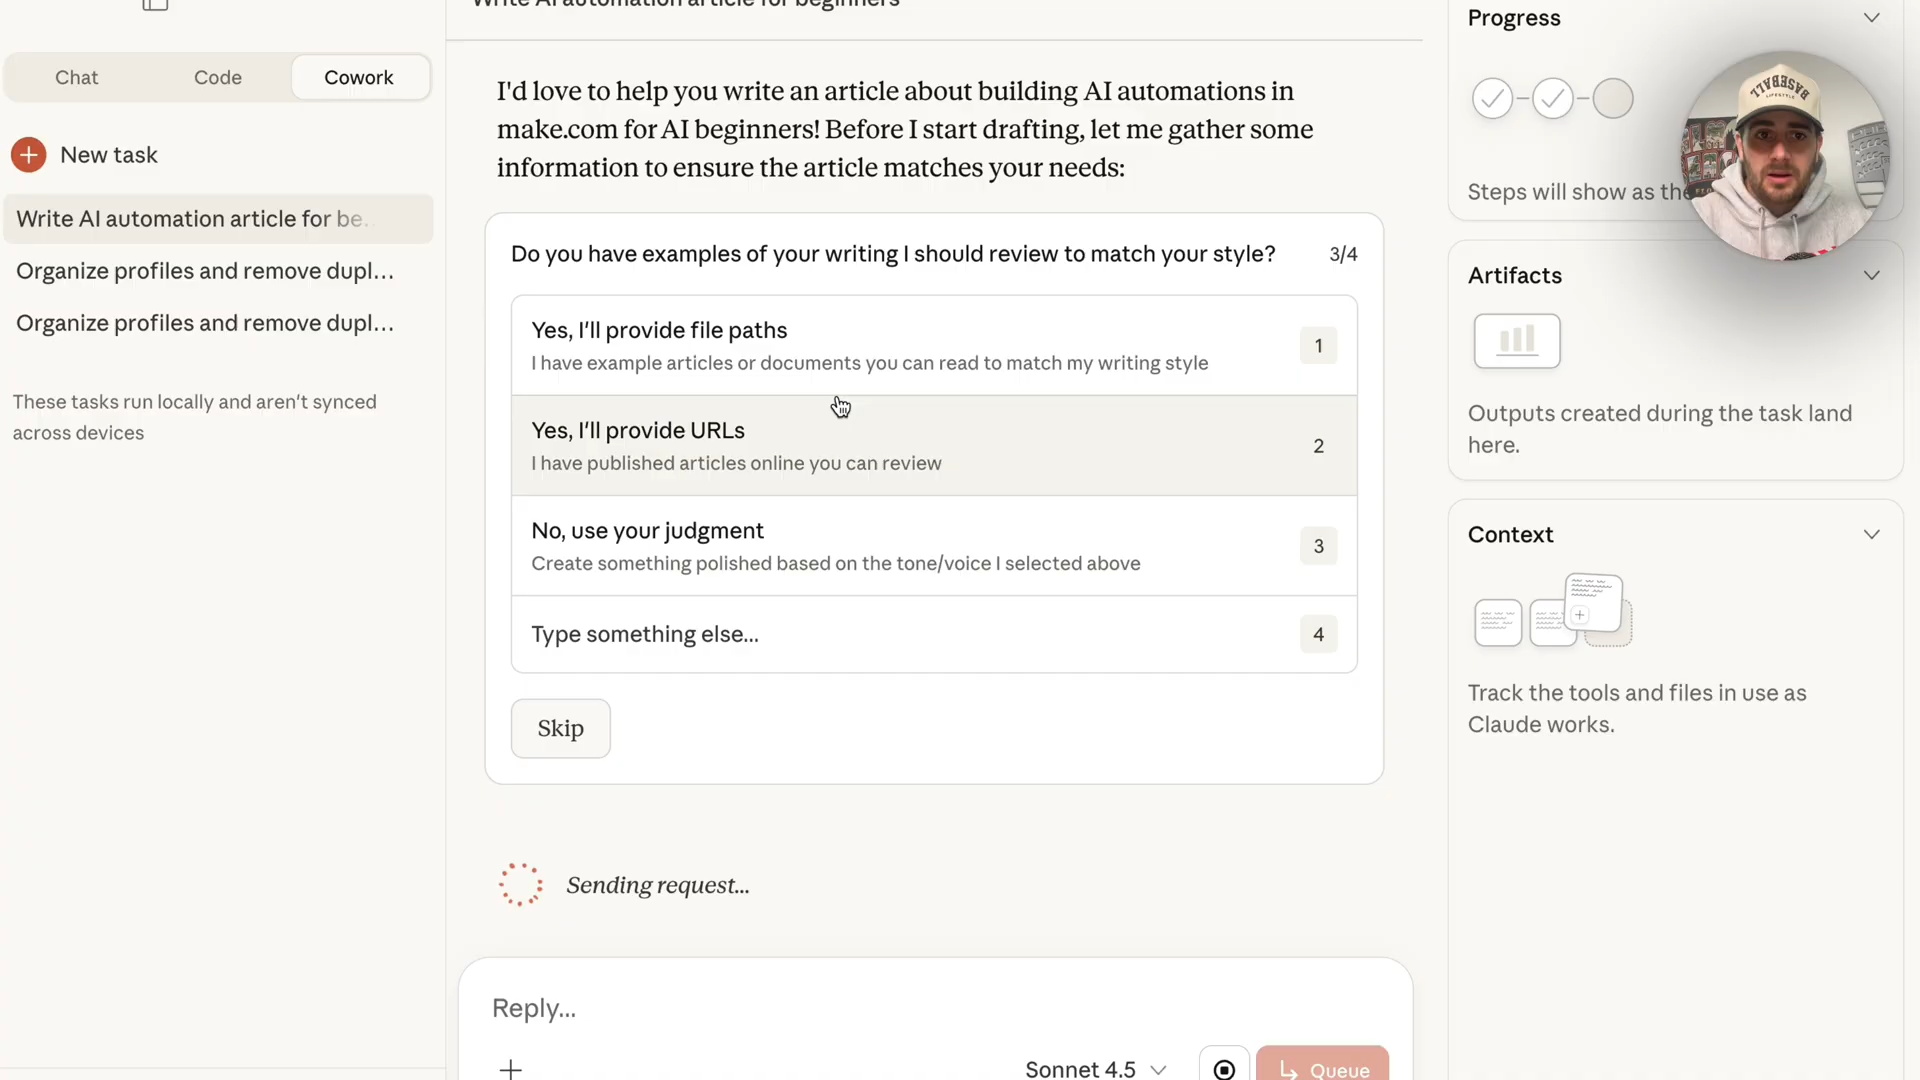 Write AI automation article for beginners
Chat
Code
Cowork
New task
Write AI automation article for be...
Organize profiles and remove dupl...
Organize profiles and remove dupl...
These tasks run locally and aren't synced
across devices
I'd love to help you write an article about building AI automations in
make.com for AI beginners! Before I start drafting, let me gather some
information to ensure the article matches your needs:
Do you have examples of your writing I should review to match your style?
3/4
Yes, I'll provide file paths
I have example articles or documents you can read to match my writing style
1
Yes, I'll provide URLs
I have published articles online you can review
2
No, use your judgment
Create something polished based on the tone/voice I selected above
3
Type something else...
4
Skip
Sending request...
Reply...
Sonnet 4.5
Queue
Progress
Steps will show as the
BASEBALL
LIFESTYLE
Artifacts
Outputs created during the task land
here.
Context
Track the tools and files in use as
Claude works.